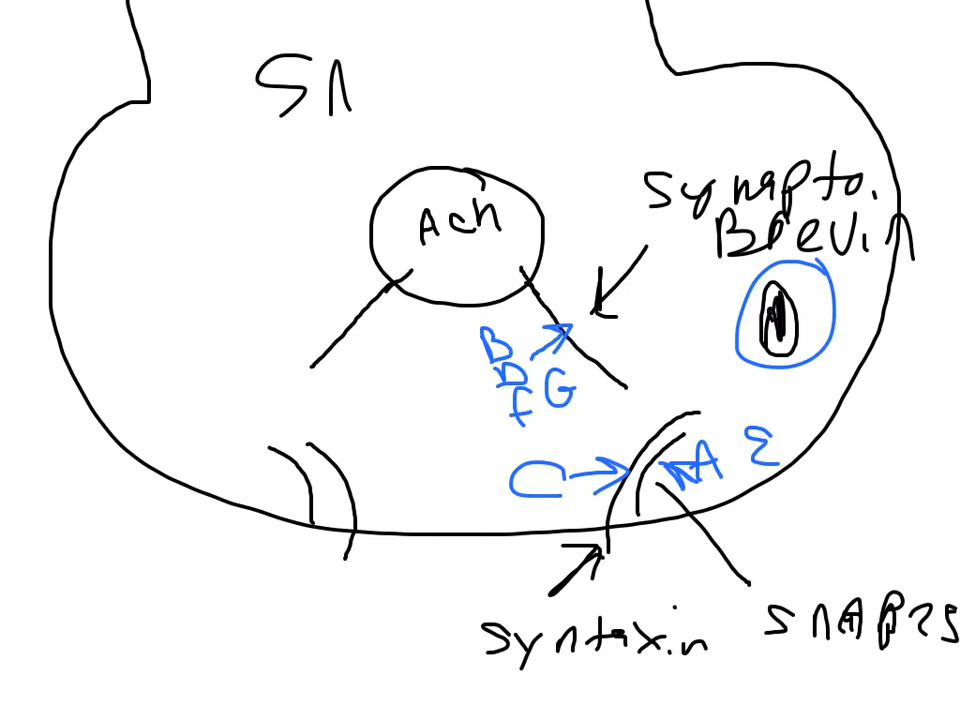 Sn
Ach
Synapto.
Brevin
B
D
F G
C
A E
Syntaxin
SNAP25